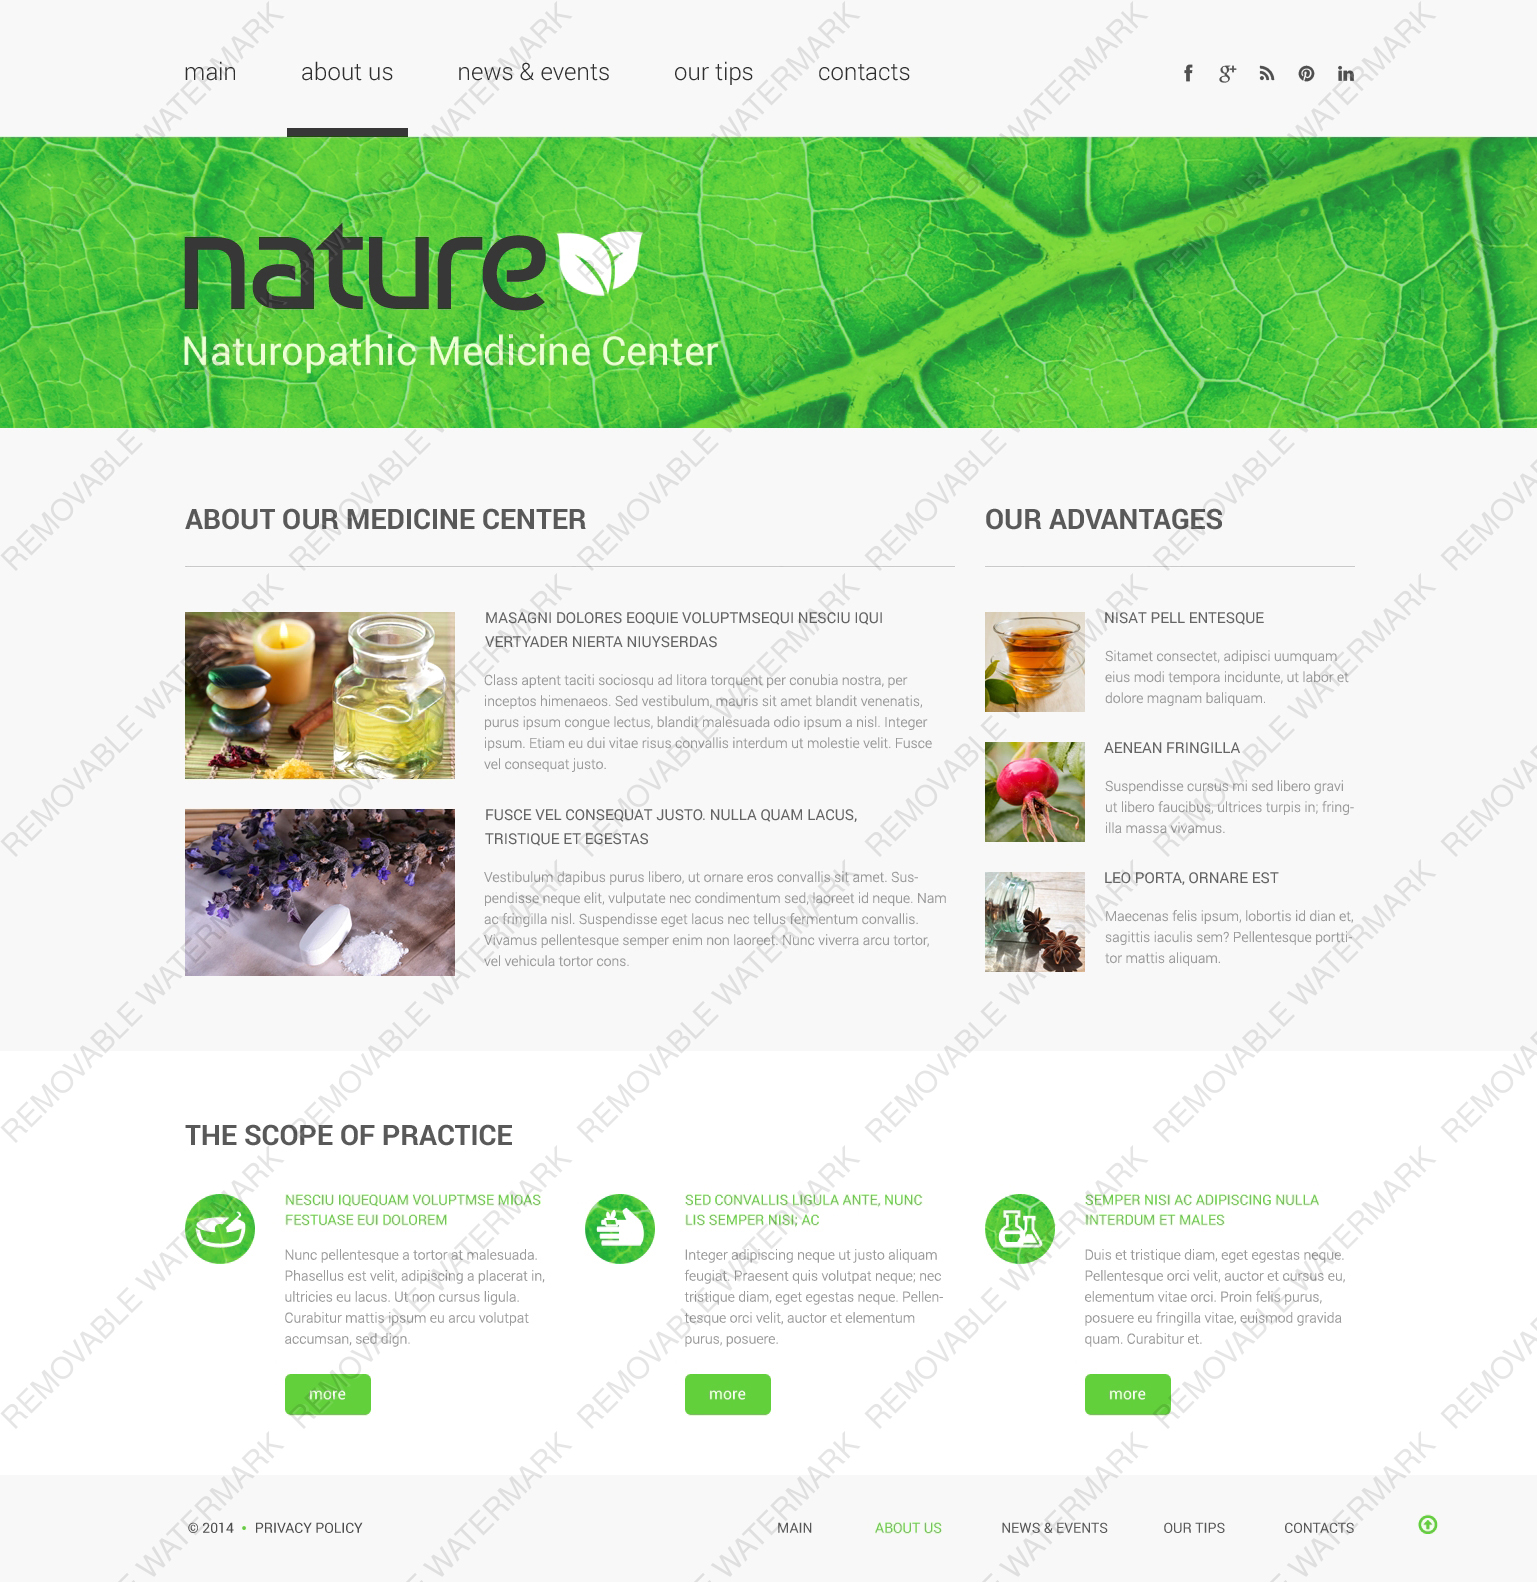 main about us news & events our tips contacts
nature
Naturopathic Medicine Center
ABOUT OUR MEDICINE CENTER
MASAGNI DOLORES EOQUIE VOLUPTMSEQUI NESCIU IQUI
VERTYADER NIERTA NIUYSERDAS
Class aptent taciti sociosqu ad litora torquent per conubia nostra, per
inceptos himenaeos. Sed vestibulum, mauris sit amet blandit venenatis,
purus ipsum congue lectus, blandit malesuada odio ipsum a nisl. Integer
ipsum. Etiam eu dui vitae risus convallis interdum ut molestie velit. Fusce
vel consequat justo.
FUSCE VEL CONSEQUAT JUSTO. NULLA QUAM LACUS,
TRISTIQUE ET EGESTAS
Vestibulum dapibus purus libero, ut ornare eros convallis sit amet. Sus-
pendisse neque elit, vulputate nec condimentum sed, laoreet id neque. Nam
ac fringilla nisl. Suspendisse eget lacus nec tellus fermentum convallis.
Vivamus pellentesque semper enim non laoreet. Nunc viverra arcu tortor,
vel vehicula tortor cons.
OUR ADVANTAGES
NISAT PELL ENTESQUE
Sitamet consectet, adipisci uumquam
eius modi tempora incidunte, ut labor et
dolore magnam baliquam.
AENEAN FRINGILLA
Suspendisse cursus mi sed libero gravi
ut libero faucibus, ultrices turpis in; fring-
illa massa vivamus.
LEO PORTA, ORNARE EST
Maecenas felis ipsum, lobortis id dian et,
sagittis iaculis sem? Pellentesque portti-
tor mattis aliquam.
THE SCOPE OF PRACTICE
NESCIU IQUEQUAM VOLUPTMSE MIOAS
FESTUASE EUI DOLOREM
Nunc pellentesque a tortor at malesuada.
Phasellus est velit, adipiscing a placerat in,
ultricies eu lacus. Ut non cursus ligula.
Curabitur mattis ipsum eu arcu volutpat
accumsan, sed dign.
more
SED CONVALLIS LIGULA ANTE, NUNC
LIS SEMPER NISI; AC
Integer adipiscing neque ut justo aliquam
feugiat. Praesent quis volutpat neque; nec
tristique diam, eget egestas neque. Pellen-
tesque orci velit, auctor et elementum
purus, posuere.
more
SEMPER NISI AC ADIPISCING NULLA
INTERDUM ET MALES
Duis et tristique diam, eget egestas neque.
Pellentesque orci velit, auctor et cursus eu,
elementum vitae orci. Proin felis purus,
posuere eu fringilla vitae, euismod gravida
quam. Curabitur et.
more
© 2014 • PRIVACY POLICY MAIN ABOUT US NEWS & EVENTS OUR TIPS CONTACTS
REMOVABLE WATERMARK